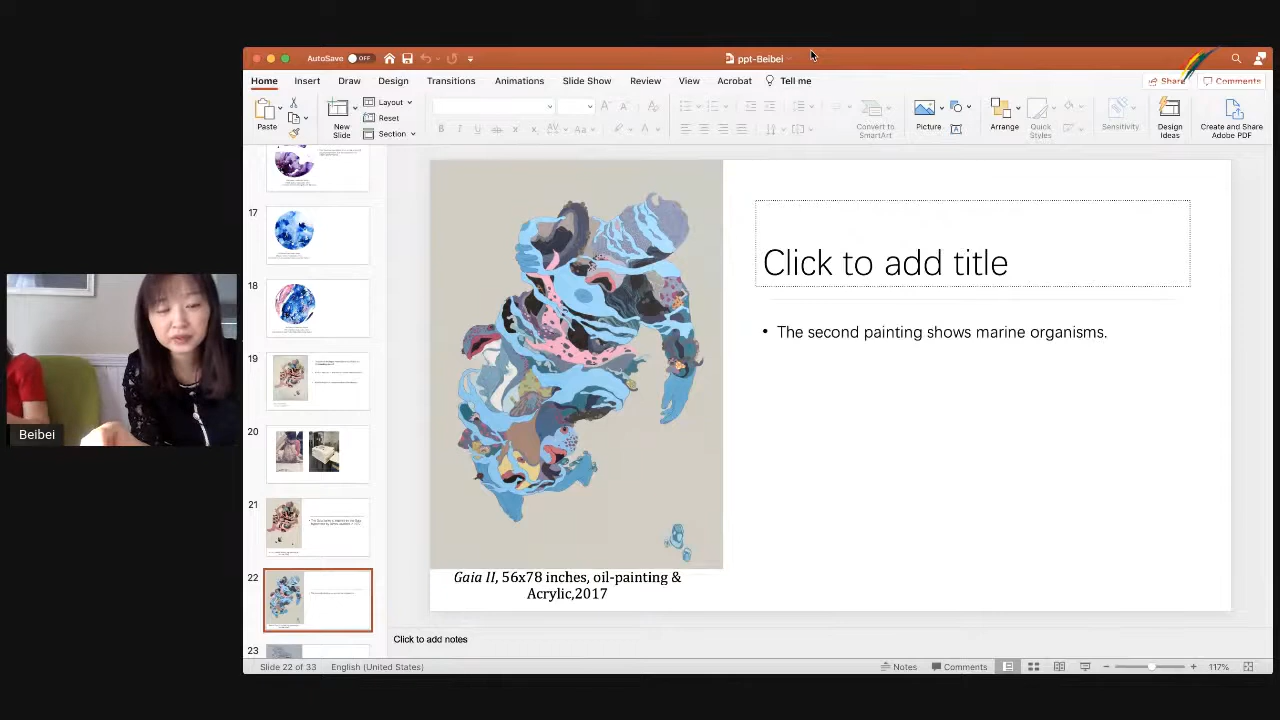 AutoSave
OFF
ppt-Beibei
Home
Insert
Draw
Design
Transitions
Animations
Slide Show
Review
View
Acrobat
Tell me
Share
Comments
Paste
New
Slide
Layout
Reset
Section
Convert to
SmartArt
Picture
Arrange
Quick
Styles
Sensitivity
Design
Ideas
Create and Share
Adobe PDF
17
18
19
20
21
22
23
Click to add title
• The second painting shows marine organisms.
Gaia II, 56x78 inches, oil-painting &
Acrylic,2017
Beibei
Click to add notes
Slide 22 of 33
English (United States)
Notes
Comments
117%